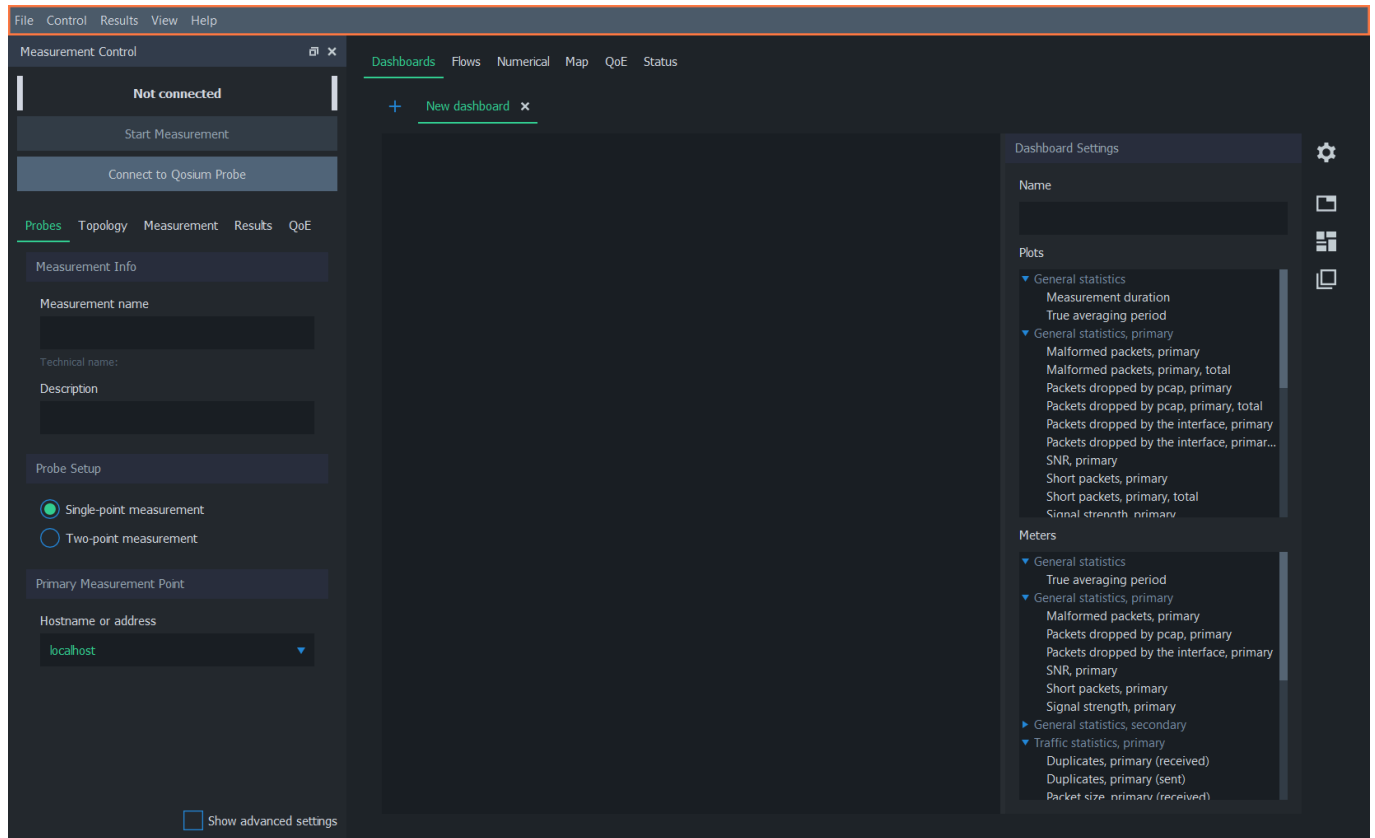 File Control Results View Help
Measurement Control
Not connected
Start Measurement
Connect to Qosium Probe
Probes Topology Measurement Results QoE
Measurement Info
Measurement name
Technical name:
Description
Probe Setup
Single-point measurement
Two-point measurement
Primary Measurement Point
Hostname or address
localhost
Show advanced settings
Dashboards Flows Numerical Map QoE Status
New dashboard
Dashboard Settings
Name
Plots
General statistics
Measurement duration
True averaging period
General statistics, primary
Malformed packets, primary
Malformed packets, primary, total
Packets dropped by pcap, primary
Packets dropped by pcap, primary, total
Packets dropped by the interface, primary
Packets dropped by the interface, primar...
SNR, primary
Short packets, primary
Short packets, primary, total
Signal strength, primary
Meters
General statistics
True averaging period
General statistics, primary
Malformed packets, primary
Packets dropped by pcap, primary
Packets dropped by the interface, primary
SNR, primary
Short packets, primary
Signal strength, primary
General statistics, secondary
Traffic statistics, primary
Duplicates, primary (received)
Duplicates, primary (sent)
Packet size, primary (received)